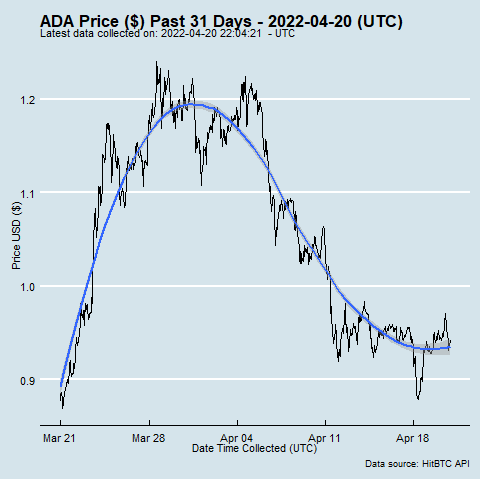 ADA Price ($) Past 31 Days - 2022-04-20 (UTC)
Latest data collected on: 2022-04-20 22:04:21 - UTC
1.2
1.1
1.0
0.9
Price USD ($)
Mar 21 Mar 28 Apr 04 Apr 11 Apr 18
Date Time Collected (UTC)
Data source: HitBTC API